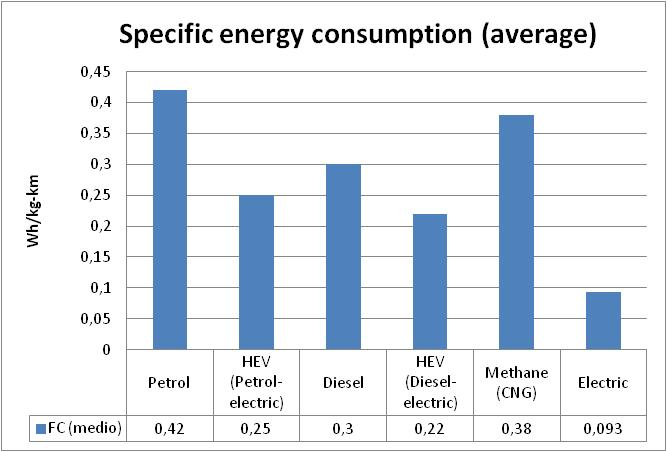 Specific energy consumption (average)
0,45
0,4
0,35
0,3
0,25
0,2
0,15
0,1
0,05
0
Wh/kg-km
Petrol
HEV
(Petrol-
electric)
Diesel
HEV
(Diesel-
electric)
Methane
(CNG)
Electric
FC (medio) 0,42 0,25 0,3 0,22 0,38 0,093